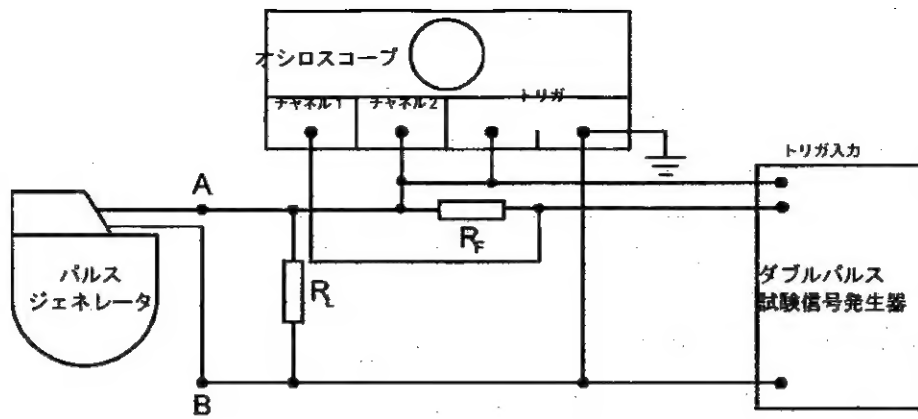 オシロスコープ
チャネル1
チャネル2
トリガ
トリガ入力
A
パルス
ジェネレータ
R_L
R_F
ダブルパルス
試験信号発生器
B